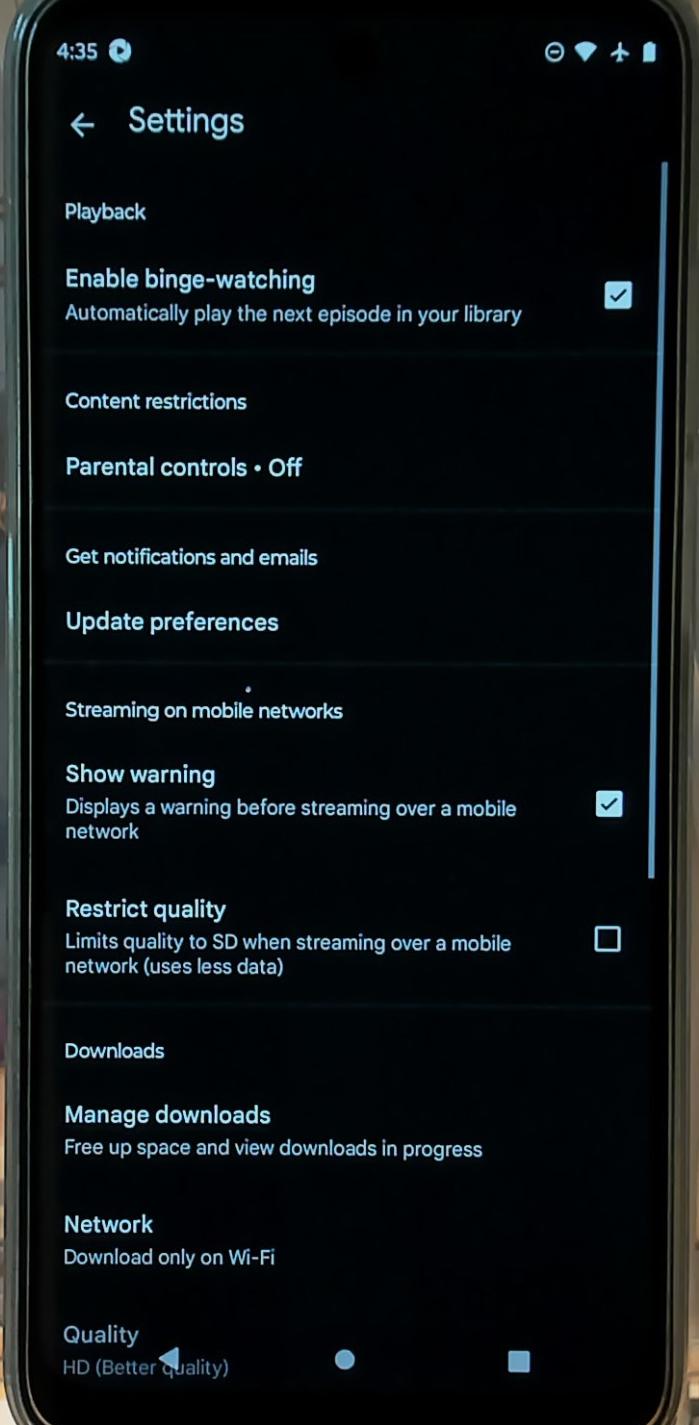 4:35
Settings
Playback
Enable binge-watching
Automatically play the next episode in your library
Content restrictions
Parental controls • Off
Get notifications and emails
Update preferences
Streaming on mobile networks
Show warning
Displays a warning before streaming over a mobile
network
Restrict quality
Limits quality to SD when streaming over a mobile
network (uses less data)
Downloads
Manage downloads
Free up space and view downloads in progress
Network
Download only on Wi-Fi
Quality
HD (Better quality)